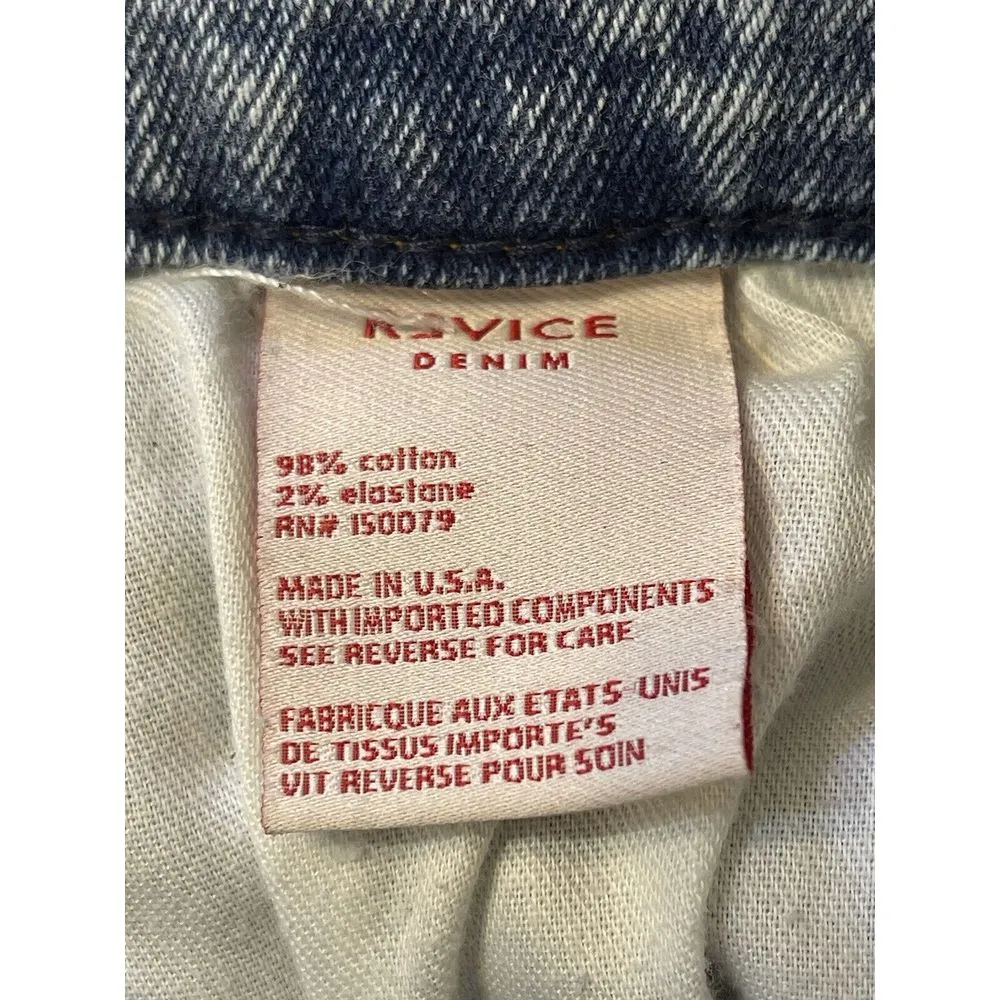 REVICE
DENIM
98% cotton
2% elastane
RN# 150079
MADE IN U.S.A.
WITH IMPORTED COMPONENTS
SEE REVERSE FOR CARE
FABRICQUE AUX ETATS-UNIS
DE TISSUS IMPORTE'S
VIT REVERSE POUR SOIN